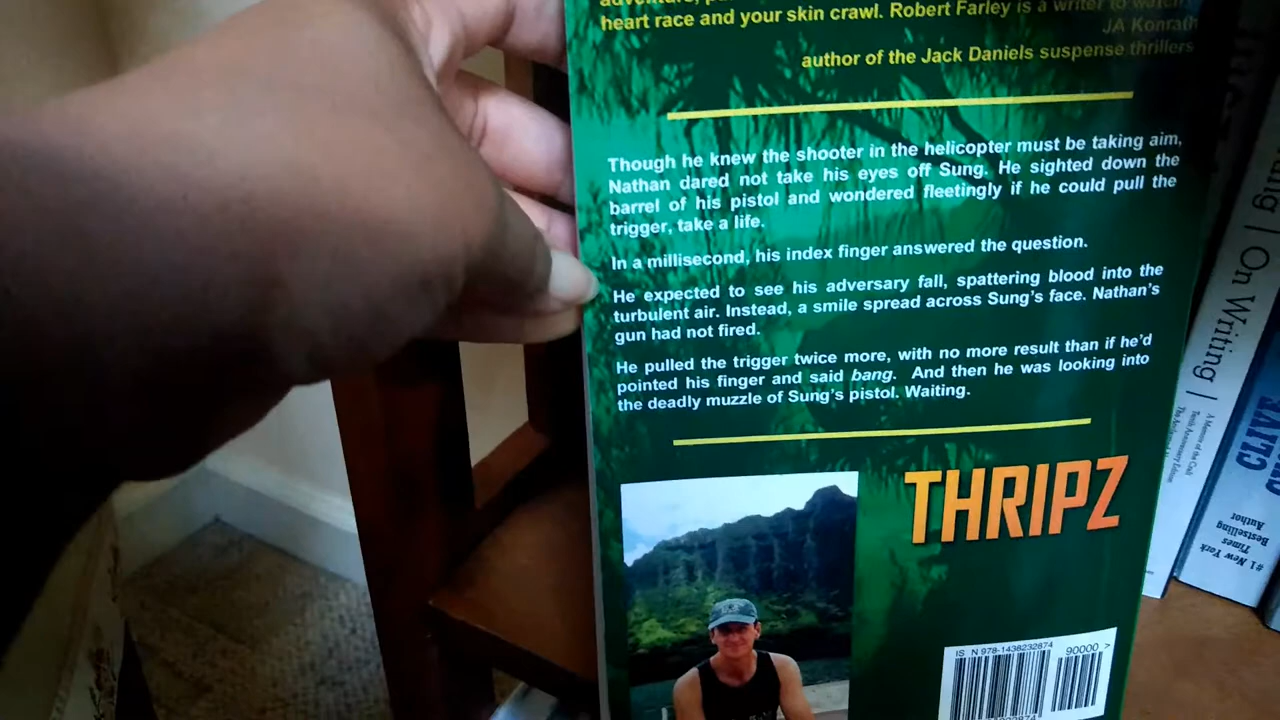 adventure,
heart race and your skin crawl. Robert Farley is a writer to watch.
JA Konrath
author of the Jack Daniels suspense thrillers
Though he knew the shooter in the helicopter must be taking aim,
Nathan dared not take his eyes off Sung. He sighted down the
barrel of his pistol and wondered fleetingly if he could pull the
trigger, take a life.
In a millisecond, his index finger answered the question.
He expected to see his adversary fall, spattering blood into the
turbulent air. Instead, a smile spread across Sung's face. Nathan's
gun had not fired.
He pulled the trigger twice more, with no more result than if he'd
pointed his finger and said bang. And then he was looking into
the deadly muzzle of Sung's pistol. Waiting.
THRIPZ
IS N 978-1438232874
90000 >
On Writing
A Memoir of the Craft
CLIVE
#1 New York
Times
Bestselling
Author